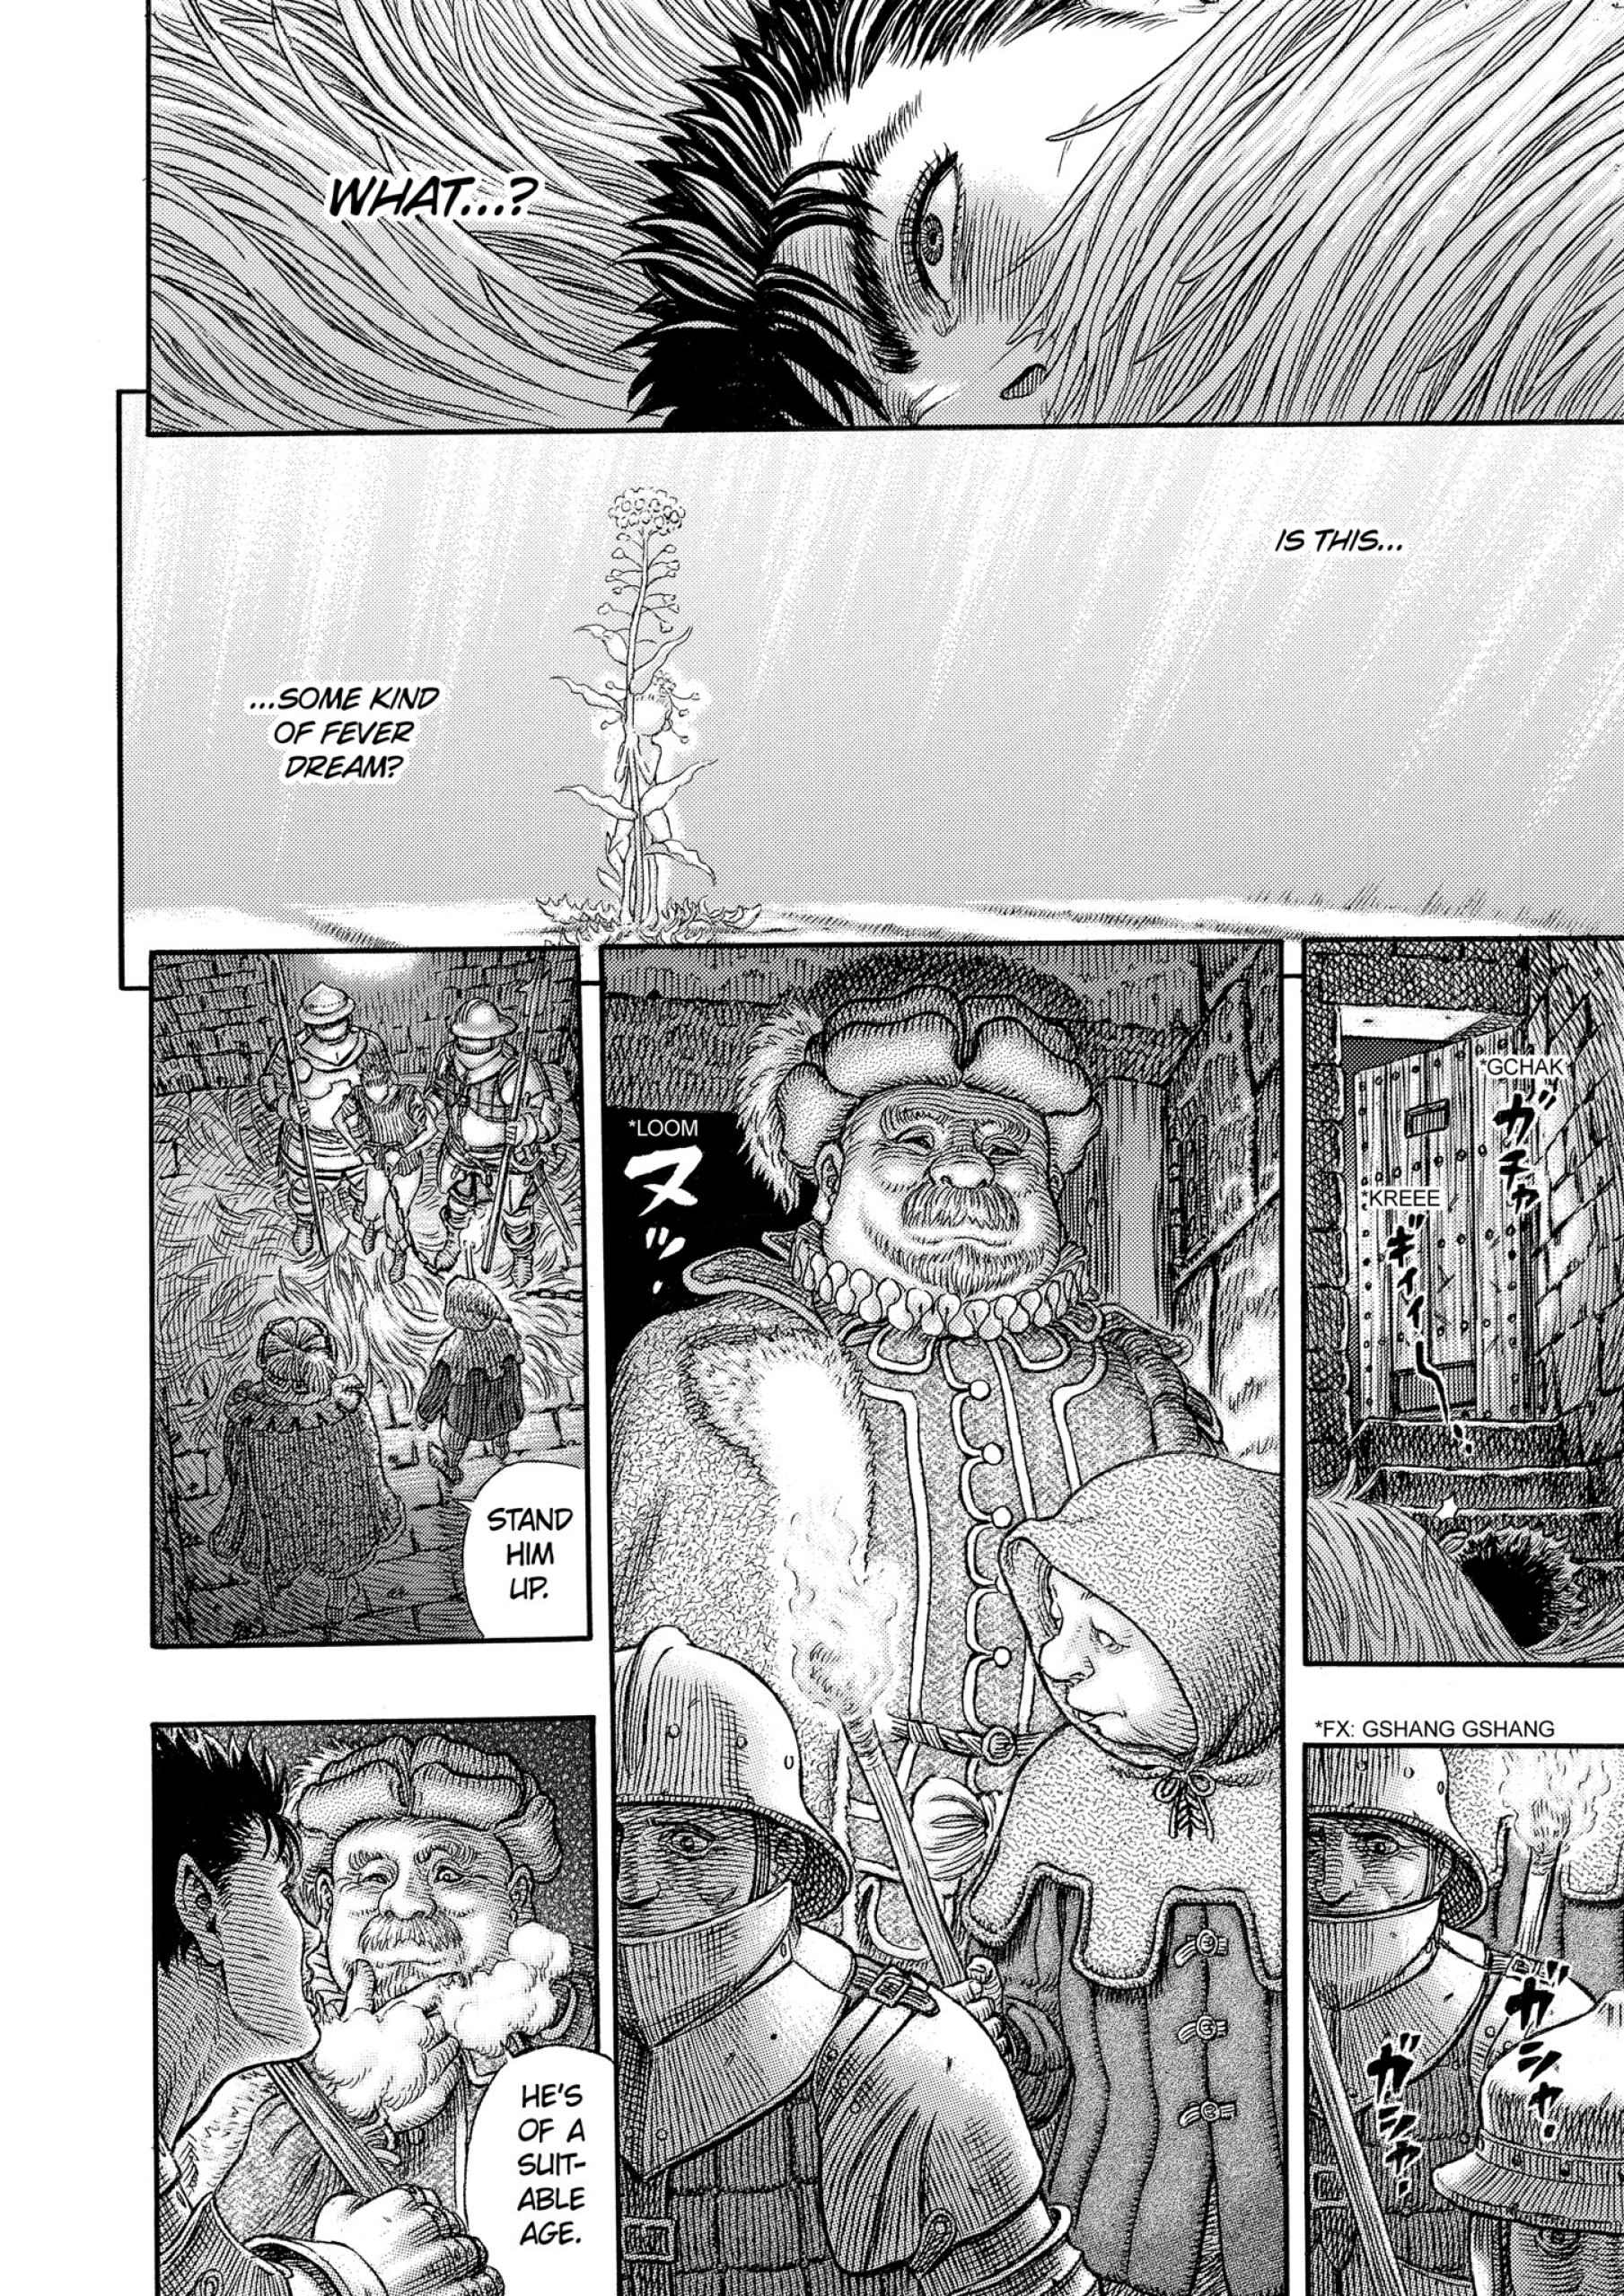 WHAT...?
IS THIS...
...SOME KIND
OF FEVER
DREAM?
*GCHAK
ガチャ
*KREEE
ギイイィ...
*FX: GSHANG GSHANG
ガシャ.
ガシャ.
*LOOM
ヌッ..
STAND
HIM
UP.
HE'S
OF A
SUIT-
ABLE
AGE.